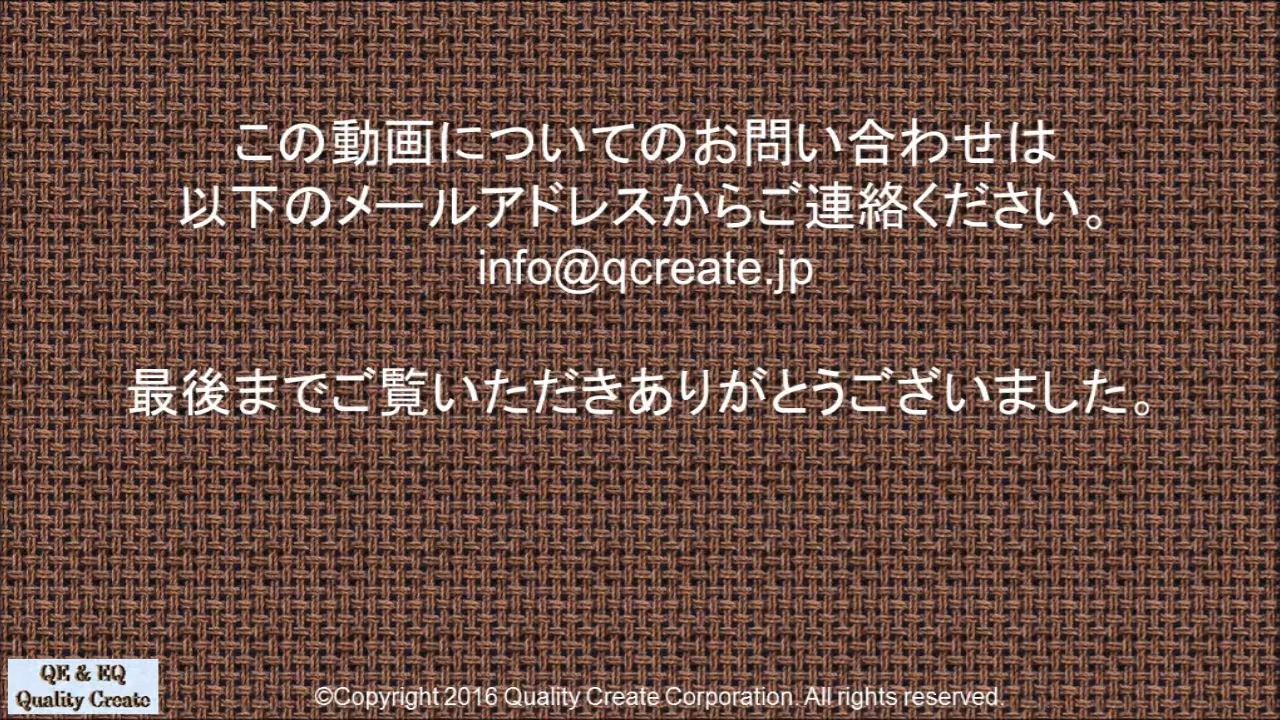 この動画についてのお問い合わせは
以下のメールアドレスからご連絡ください。
info@qcreate.jp
最後までご覧いただきありがとうございました。
QE & EQ
Quality Create
©Copyright 2016 Quality Create Corporation. All rights reserved.